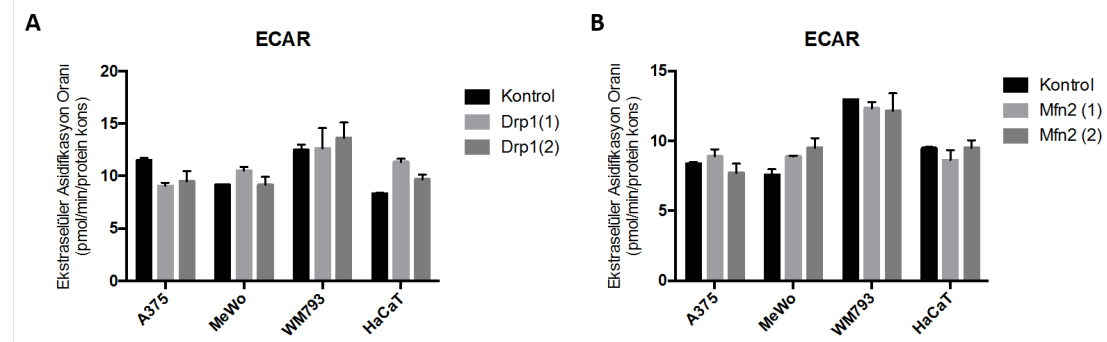 A
ECAR
Ekstraselüler Asidifikasyon Oranı
(pmol/min/protein kons)
20
15
10
5
0
A375
MeWo
WM793
HaCaT
Kontrol
Drp1(1)
Drp1(2)
B
ECAR
Ekstraselüler Asidifikasyon Oranı
(pmol/min/protein kons)
15
10
5
0
A375
MeWo
WM793
HaCaT
Kontrol
Mfn2 (1)
Mfn2 (2)